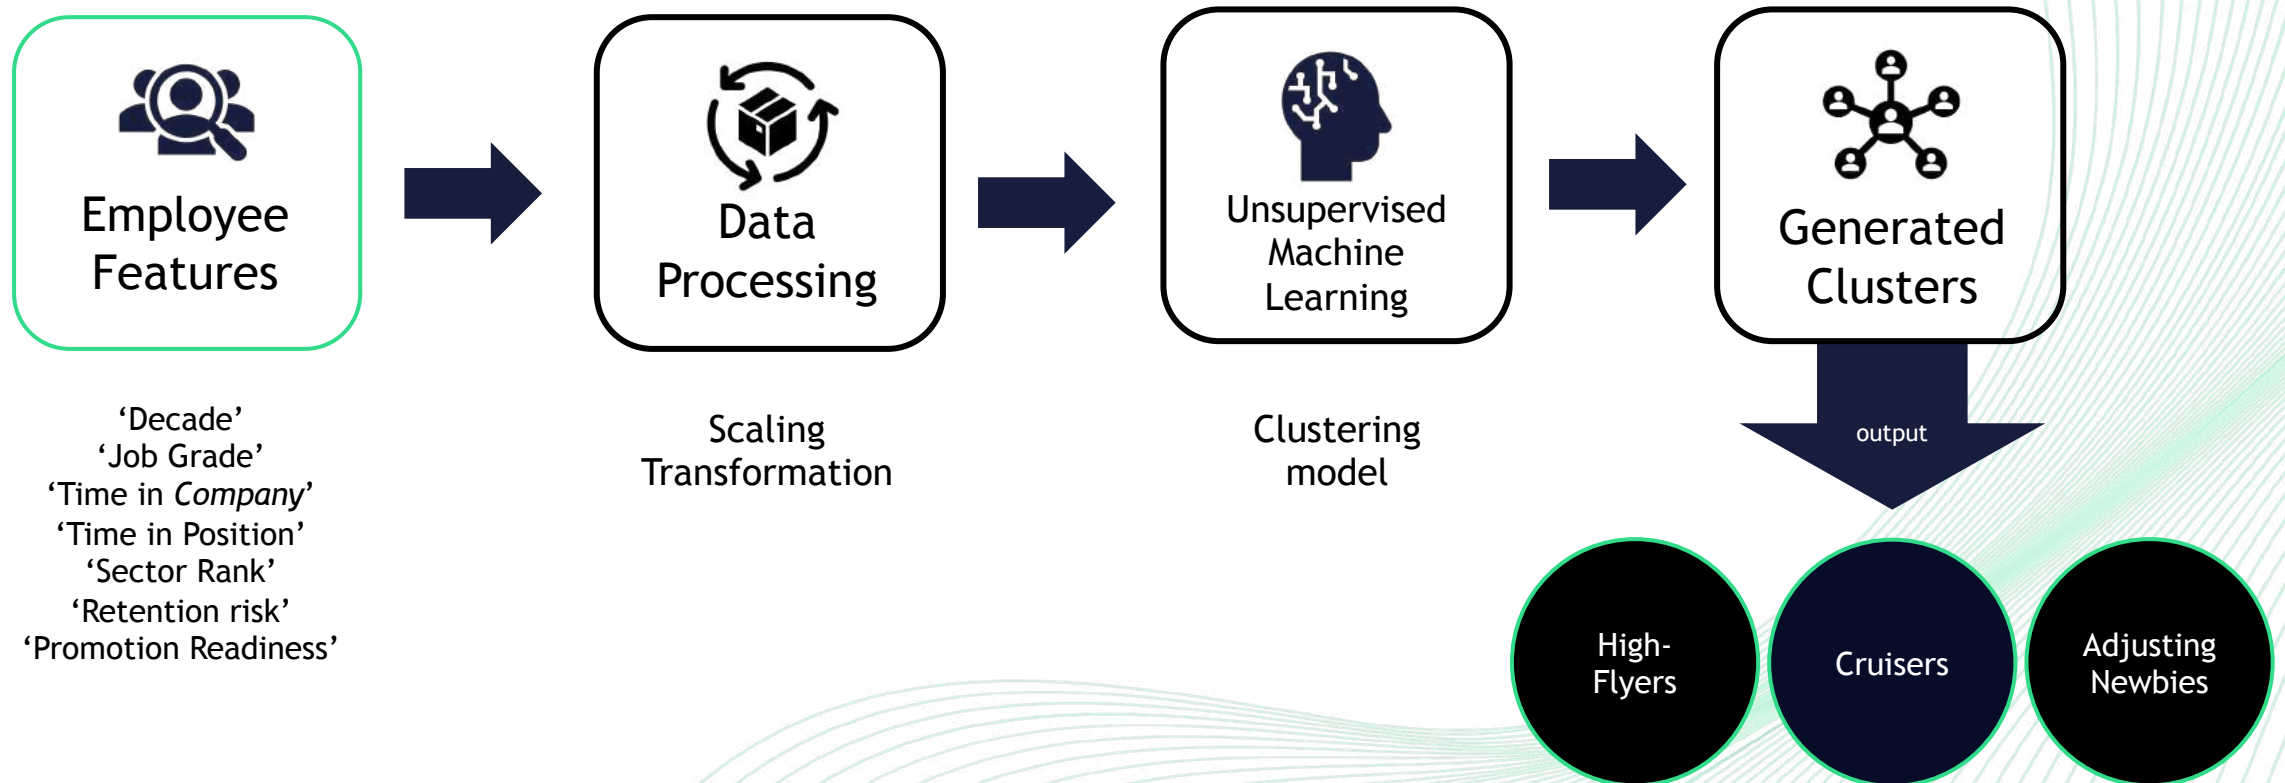 Employee
Features
Data
Processing
Unsupervised
Machine
Learning
Generated
Clusters
‘Decade’
‘Job Grade’
‘Time in Company’
‘Time in Position’
‘Sector Rank’
‘Retention risk’
‘Promotion Readiness’
Scaling
Transformation
Clustering
model
output
High-
Flyers
Cruisers
Adjusting
Newbies